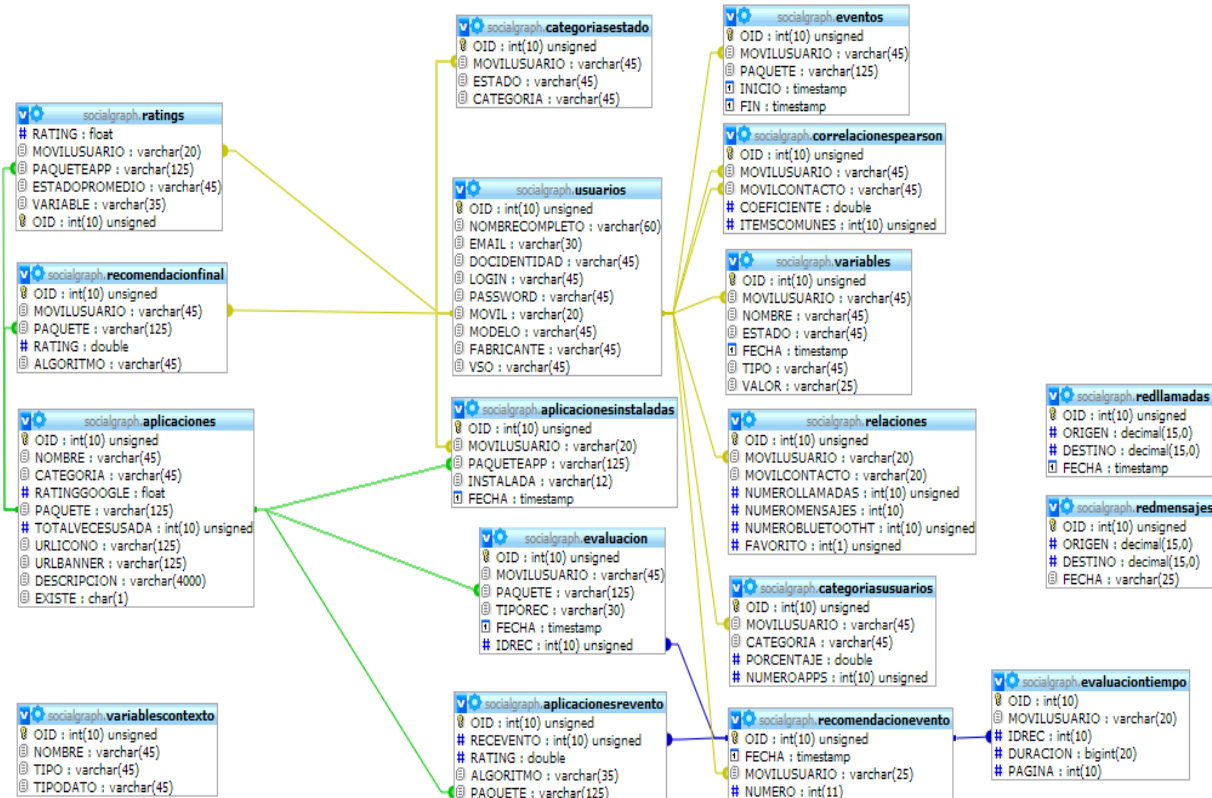 socialgraph.categoriasestado
OID : int(10) unsigned
MOVILUSUARIO : varchar(45)
ESTADO : varchar(45)
CATEGORIA : varchar(45)
socialgraph.eventos
OID : int(10) unsigned
MOVILUSUARIO : varchar(45)
PAQUETE : varchar(125)
INICIO : timestamp
FIN : timestamp
socialgraph.ratings
# RATING : float
MOVILUSUARIO : varchar(20)
PAQUETEAPP : varchar(125)
ESTADOPROMEDIO : varchar(45)
VARIABLE : varchar(35)
OID : int(10) unsigned
socialgraph.correlacionespearson
OID : int(10) unsigned
MOVILUSUARIO : varchar(45)
MOVILCONTACTO : varchar(45)
# COEFICIENTE : double
# ITEMSCOMUNES : int(10) unsigned
socialgraph.usuarios
OID : int(10) unsigned
NOMBRECOMPLETO : varchar(60)
EMAIL : varchar(30)
DOCIDENTIDAD : varchar(45)
LOGIN : varchar(45)
PASSWORD : varchar(45)
MOVIL : varchar(20)
MODELO : varchar(45)
FABRICANTE : varchar(45)
VSO : varchar(45)
socialgraph.variables
OID : int(10) unsigned
MOVILUSUARIO : varchar(45)
NOMBRE : varchar(45)
ESTADO : varchar(45)
FECHA : timestamp
TIPO : varchar(45)
VALOR : varchar(25)
socialgraph.recomendacionfinal
OID : int(10) unsigned
MOVILUSUARIO : varchar(45)
PAQUETE : varchar(125)
# RATING : double
ALGORITMO : varchar(45)
socialgraph.aplicaciones
OID : int(10) unsigned
NOMBRE : varchar(45)
CATEGORIA : varchar(45)
# RATINGGOOGLE : float
PAQUETE : varchar(125)
# TOTALVECESUSADA : int(10) unsigned
URLICONO : varchar(125)
URLBANNER : varchar(125)
DESCRIPCION : varchar(4000)
EXISTE : char(1)
socialgraph.aplicacionesinstaladas
OID : int(10) unsigned
MOVILUSUARIO : varchar(20)
PAQUETEAPP : varchar(125)
INSTALADA : varchar(12)
FECHA : timestamp
socialgraph.relaciones
OID : int(10) unsigned
MOVILUSUARIO : varchar(20)
MOVILCONTACTO : varchar(20)
# NUMEROLLAMADAS : int(10) unsigned
# NUMEROMENSAJES : int(10)
# NUMEROBLUETOOTHT : int(10) unsigned
# FAVORITO : int(1) unsigned
socialgraph.redllamadas
OID : int(10) unsigned
# ORIGEN : decimal(15,0)
# DESTINO : decimal(15,0)
FECHA : timestamp
socialgraph.redmensajes
OID : int(10) unsigned
# ORIGEN : decimal(15,0)
# DESTINO : decimal(15,0)
FECHA : varchar(25)
socialgraph.evaluacion
OID : int(10) unsigned
MOVILUSUARIO : varchar(45)
PAQUETE : varchar(125)
TIPOREC : varchar(30)
FECHA : timestamp
# IDREC : int(10) unsigned
socialgraph.categoriasusuarios
OID : int(10) unsigned
MOVILUSUARIO : varchar(45)
CATEGORIA : varchar(45)
# PORCENTAJE : double
# NUMEROAPPS : int(10) unsigned
socialgraph.variablescontexto
OID : int(10) unsigned
NOMBRE : varchar(45)
TIPO : varchar(45)
TIPODATO : varchar(45)
socialgraph.aplicacionesrevento
OID : int(10) unsigned
# RECEVENTO : int(10) unsigned
# RATING : double
ALGORITMO : varchar(35)
PAQUETE : varchar(125)
socialgraph.recomendacionevento
OID : int(10) unsigned
FECHA : timestamp
MOVILUSUARIO : varchar(25)
# NUMERO : int(11)
socialgraph.evaluaciontiempo
OID : int(10)
MOVILUSUARIO : varchar(20)
# IDREC : int(10)
# DURACION : bigint(20)
# PAGINA : int(10)